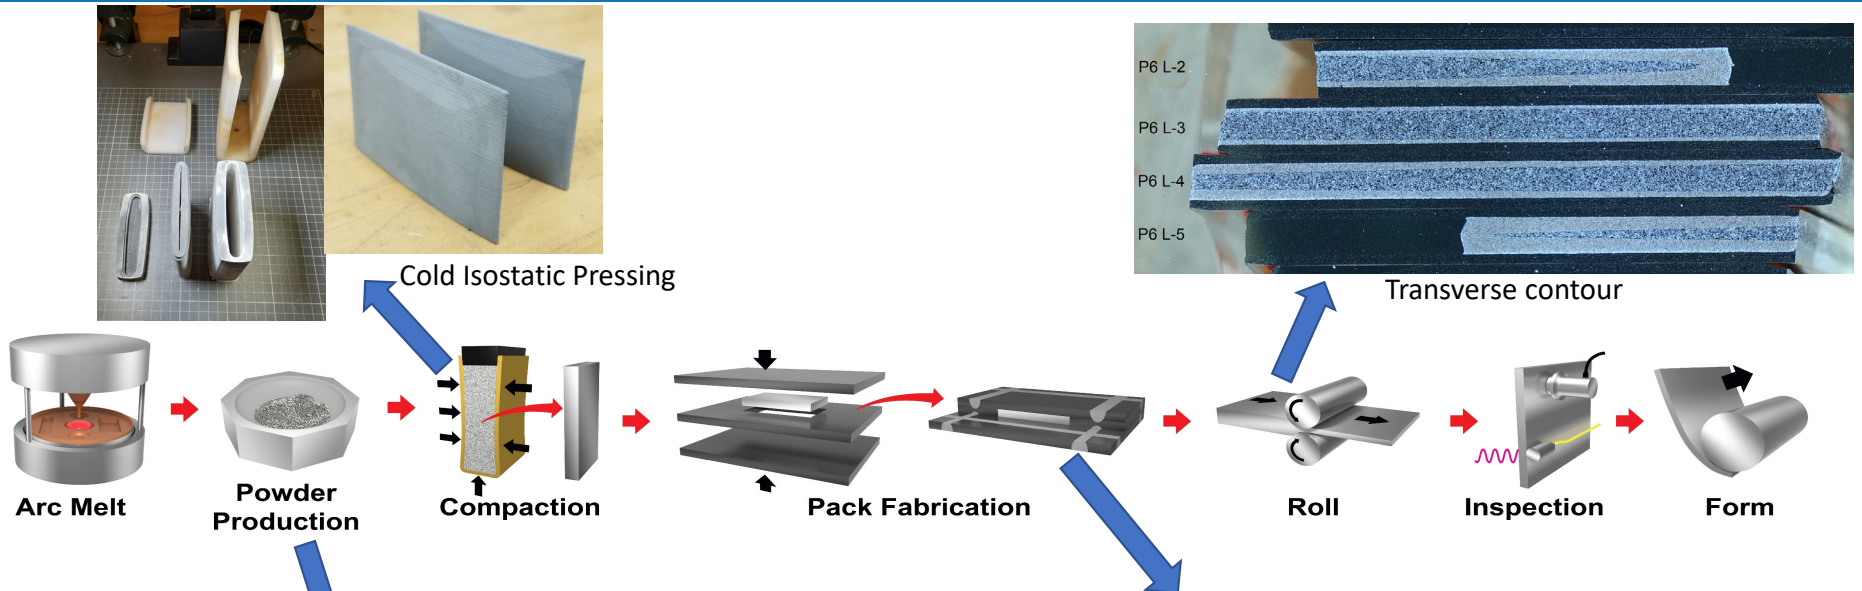 P6 L-2
P6 L-3
P6 L-4
P6 L-5
Cold Isostatic Pressing
Transverse contour
Arc Melt
Powder
Production
Compaction
Pack Fabrication
Roll
Inspection
Form